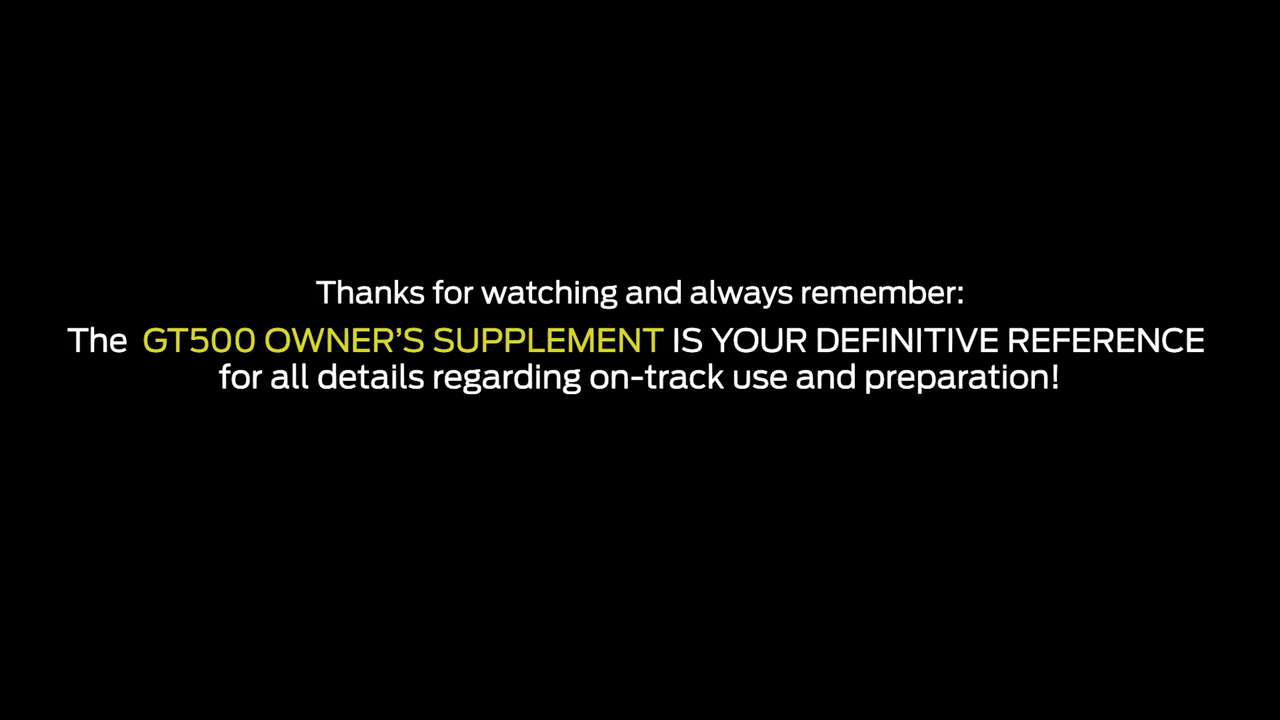 Thanks for watching and always remember:
The GT500 OWNER’S SUPPLEMENT IS YOUR DEFINITIVE REFERENCE
for all details regarding on-track use and preparation!